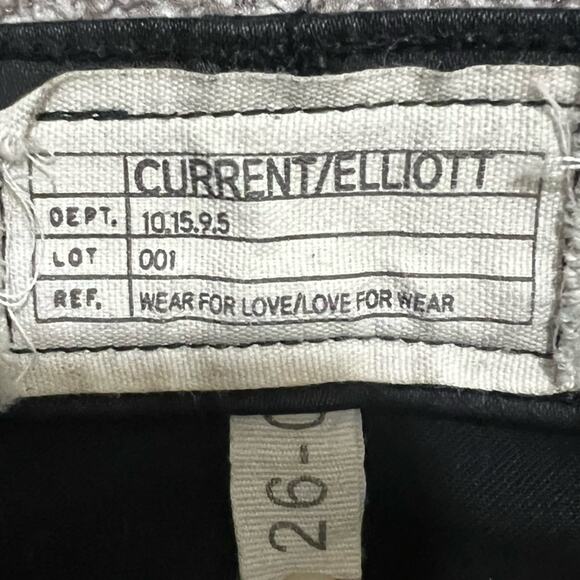 CURRENT/ELLIOTT
DEPT. 10.15.9.5
LOT 001
REF. WEAR FOR LOVE/LOVE FOR WEAR
26-